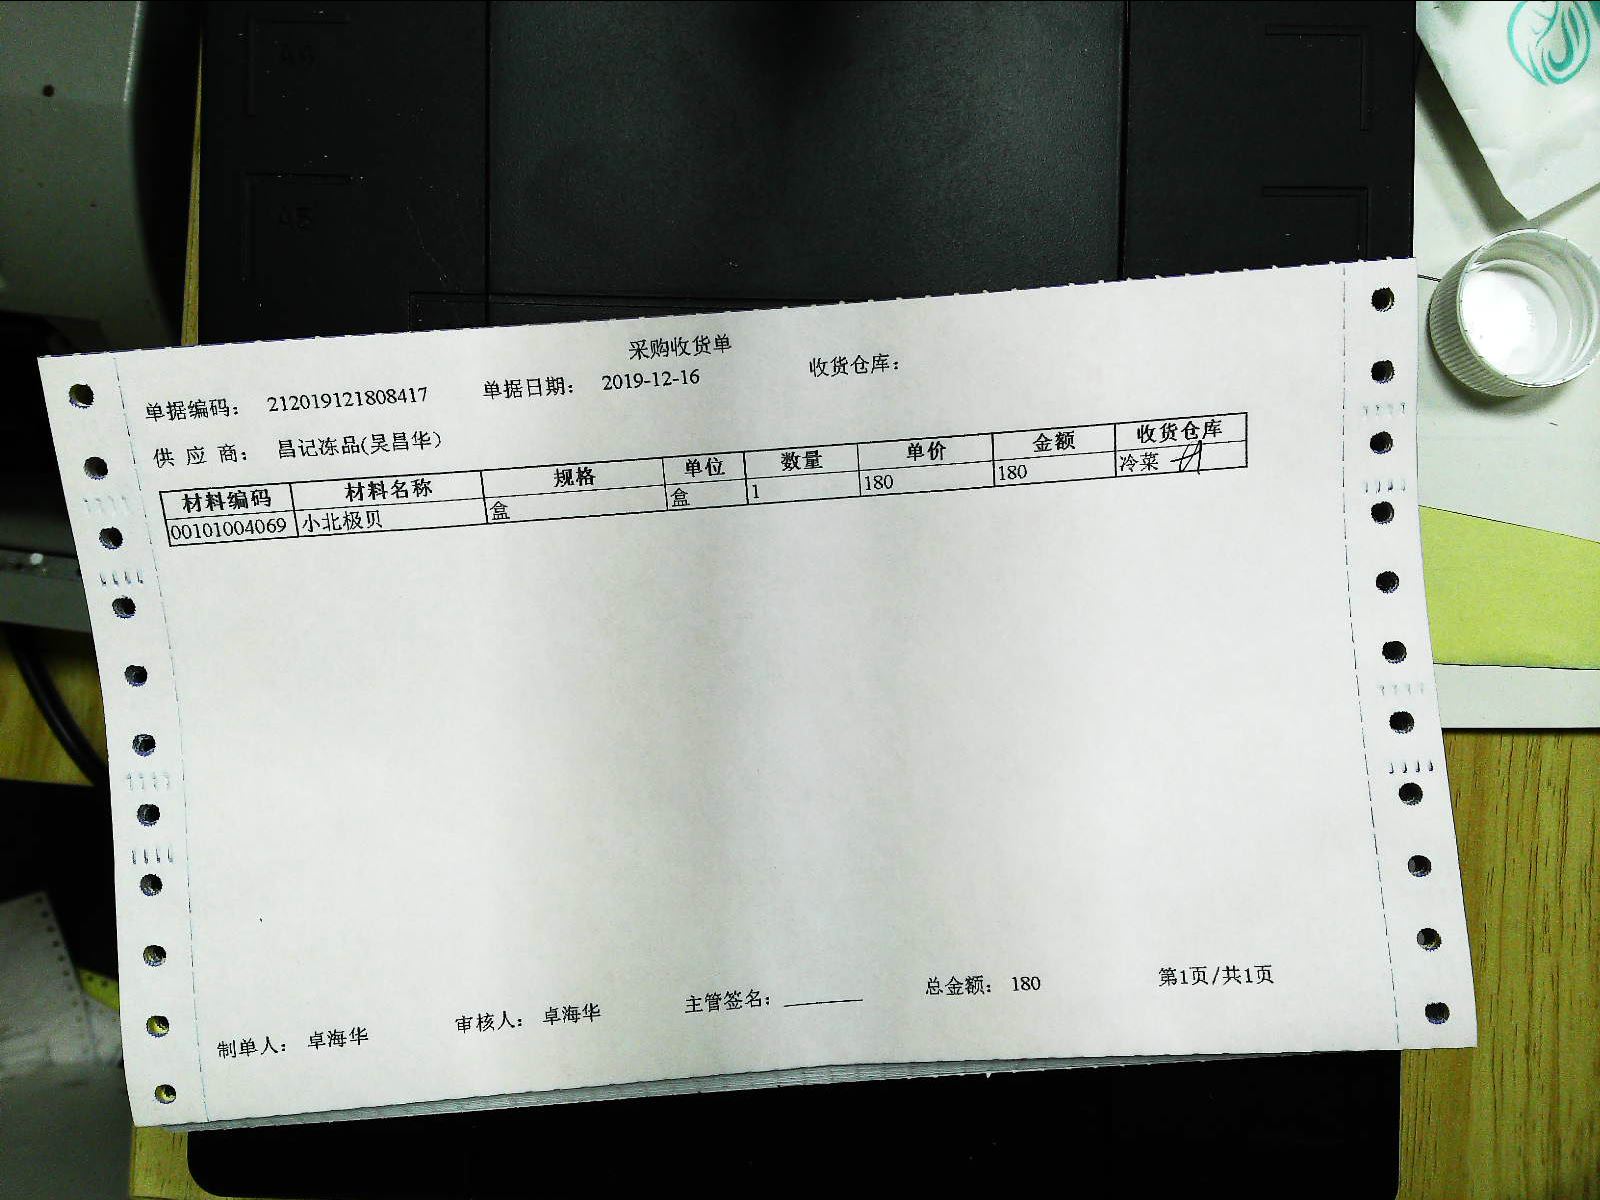 采购收货单
单据编码： 212019121808417 单据日期： 2019-12-16 收货仓库：
供 应 商： 昌记冻品(吴昌华）
材料编码 材料名称 规格 单位 数量 单价 金额 收货仓库
00101004069 小北极贝 盒 盒 1 180 180 冷菜
制单人： 卓海华 审核人： 卓海华 主管签名：______ 总金额： 180 第1页/共1页